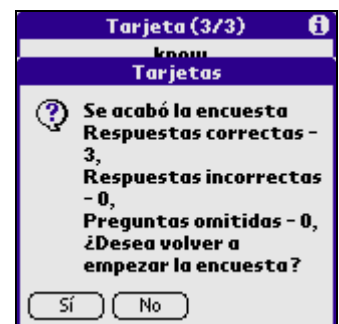 Tarjeta (3/3)
know
Tarjetas
Se acabó la encuesta
Respuestas correctas –
3,
Respuestas incorrectas
– 0,
Preguntas omitidas – 0,
¿Desea volver a
empezar la encuesta?
Sí
No